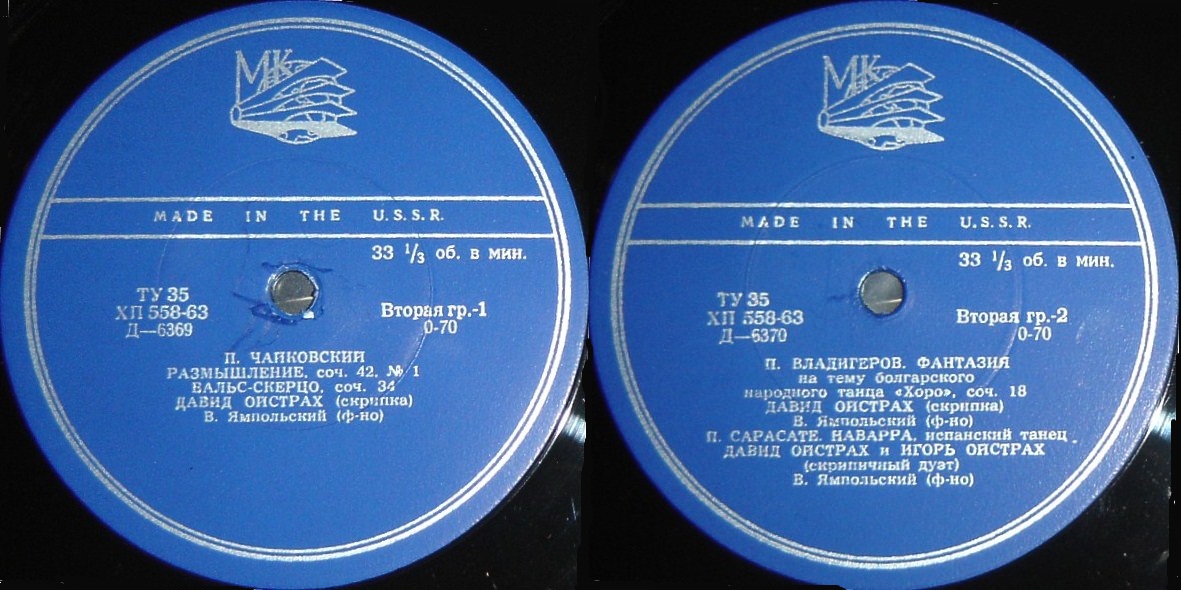 МК
MADE IN THE U.S.S.R.
33 1/3 об. в мин.
ТУ 35
ХП 558-63
Д—6369
Вторая гр.-1
0-70
П. ЧАЙКОВСКИЙ
РАЗМЫШЛЕНИЕ, соч. 42, № 1
ВАЛЬС-СКЕРЦО, соч. 34
ДАВИД ОЙСТРАХ (скрипка)
В. Ямпольский (ф-но)
МК
MADE IN THE U.S.S.R.
33 1/3 об. в мин.
ТУ 35
ХП 558-63
Д—6370
Вторая гр.-2
0-70
П. ВЛАДИГЕРОВ. ФАНТАЗИЯ
на тему болгарского
народного танца «Хоро», соч. 18
ДАВИД ОЙСТРАХ (скрипка)
В. Ямпольский (ф-но)
П. САРАСАТЕ. НАВАРРА, испанский танец
ДАВИД ОЙСТРАХ и ИГОРЬ ОЙСТРАХ
(скрипичный дуэт)
В. Ямпольский (ф-но)